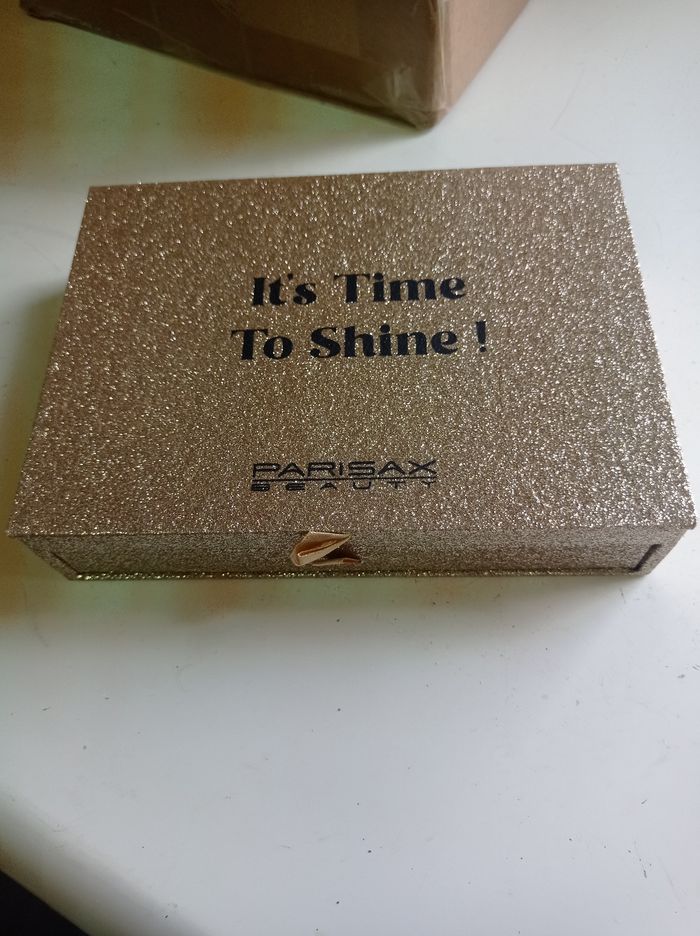 It's Time
To Shine !
PARISAX
BEAUTY